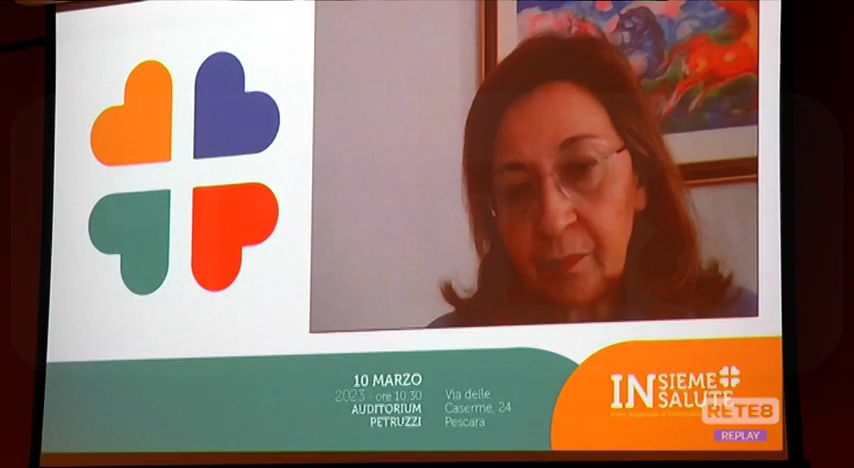 10 MARZO
2023 - ore 10.30
AUDITORIUM
PETRUZZI
Via delle
Caserme, 24
Pescara
INSIEME
SALUTE
RETE8
REPLAY